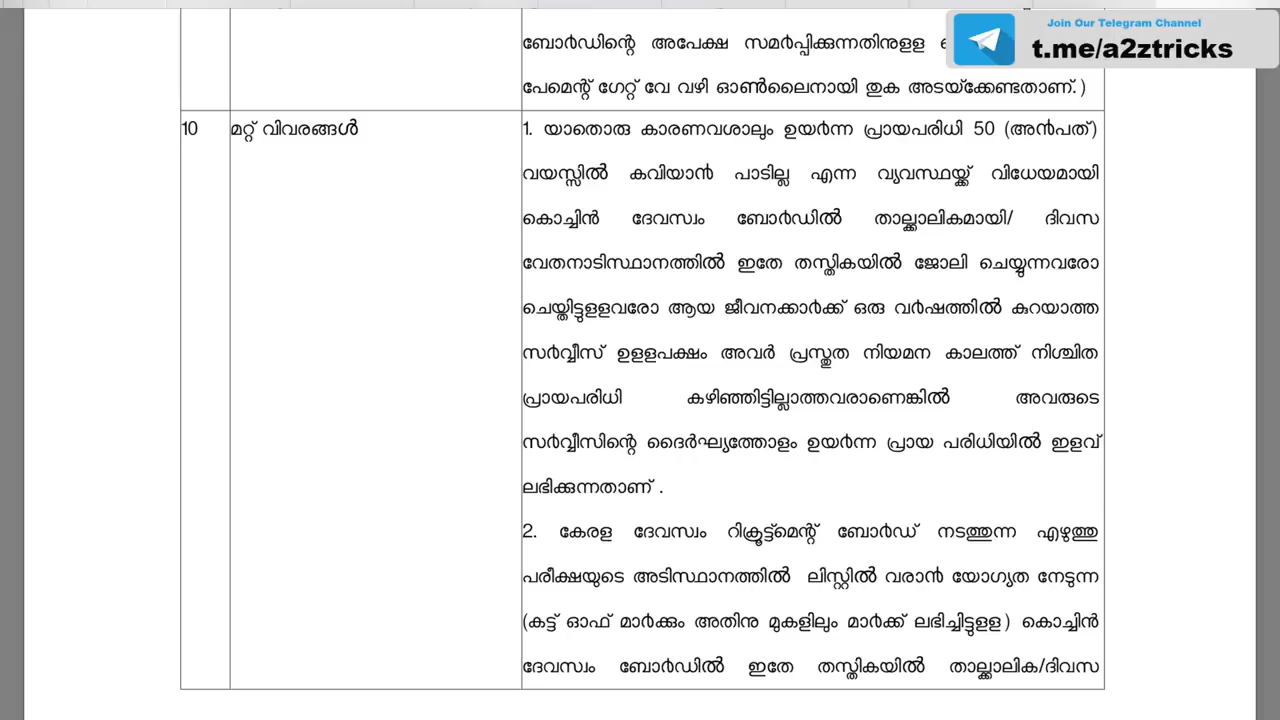 Join Our Telegram Channel
t.me/a2ztricks
ബോർഡിന്റെ അപേക്ഷ സമർപ്പിക്കുന്നതിനുളള
പേമെന്റ് ഗേറ്റ് വേ വഴി ഓൺലൈനായി തുക അടയ്ക്കേണ്ടതാണ്.)
10 മറ്റ് വിവരങ്ങൾ
1. യാതൊരു കാരണവശാലും ഉയർന്ന പ്രായപരിധി 50 (അൻപത്)
വയസ്സിൽ കവിയാൻ പാടില്ല എന്ന വ്യവസ്ഥയ്ക്ക് വിധേയമായി
കൊച്ചിൻ ദേവസ്വം ബോർഡിൽ താല്ക്കാലികമായി/ ദിവസ
വേതനാടിസ്ഥാനത്തിൽ ഇതേ തസ്തികയിൽ ജോലി ചെയ്യുന്നവരോ
ചെയ്തിട്ടുളളവരോ ആയ ജീവനക്കാർക്ക് ഒരു വർഷത്തിൽ കുറയാത്ത
സർവ്വീസ് ഉളളപക്ഷം അവർ പ്രസ്തുത നിയമന കാലത്ത് നിശ്ചിത
പ്രായപരിധി കഴിഞ്ഞിട്ടില്ലാത്തവരാണെങ്കിൽ അവരുടെ
സർവ്വീസിന്റെ ദൈർഘ്യത്തോളം ഉയർന്ന പ്രായ പരിധിയിൽ ഇളവ്
ലഭിക്കുന്നതാണ് .
2. കേരള ദേവസ്വം റിക്രൂട്ട്മെന്റ് ബോർഡ് നടത്തുന്ന എഴുത്തു
പരീക്ഷയുടെ അടിസ്ഥാനത്തിൽ ലിസ്റ്റിൽ വരാൻ യോഗ്യത നേടുന്ന
(കട്ട് ഓഫ് മാർക്കും അതിനു മുകളിലും മാർക്ക് ലഭിച്ചിട്ടുളള) കൊച്ചിൻ
ദേവസ്വം ബോർഡിൽ ഇതേ തസ്തികയിൽ താല്ക്കാലിക/ദിവസ